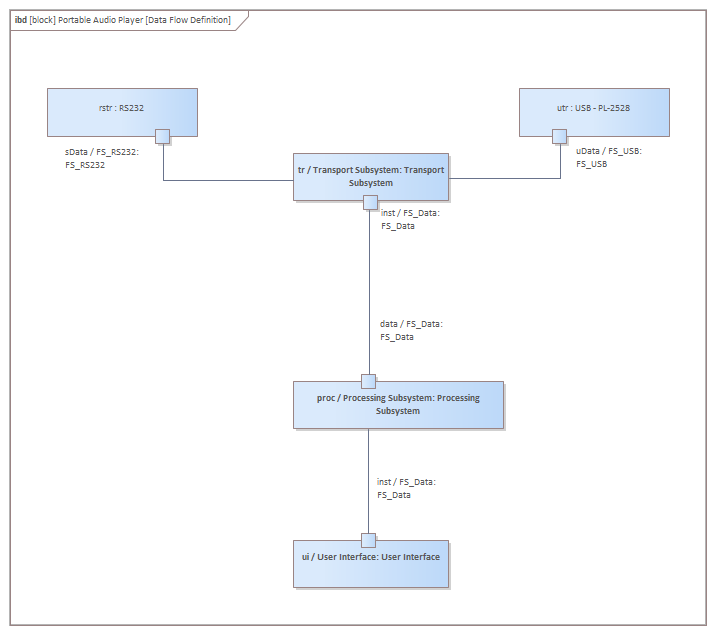 ibd [block] Portable Audio Player [Data Flow Definition]
rstr : RS232
utr : USB - PL-2528
sData / FS_RS232:
FS_RS232
uData / FS_USB:
FS_USB
tr / Transport Subsystem: Transport
Subsystem
inst / FS_Data:
FS_Data
data / FS_Data:
FS_Data
proc / Processing Subsystem: Processing
Subsystem
inst / FS_Data:
FS_Data
ui / User Interface: User Interface